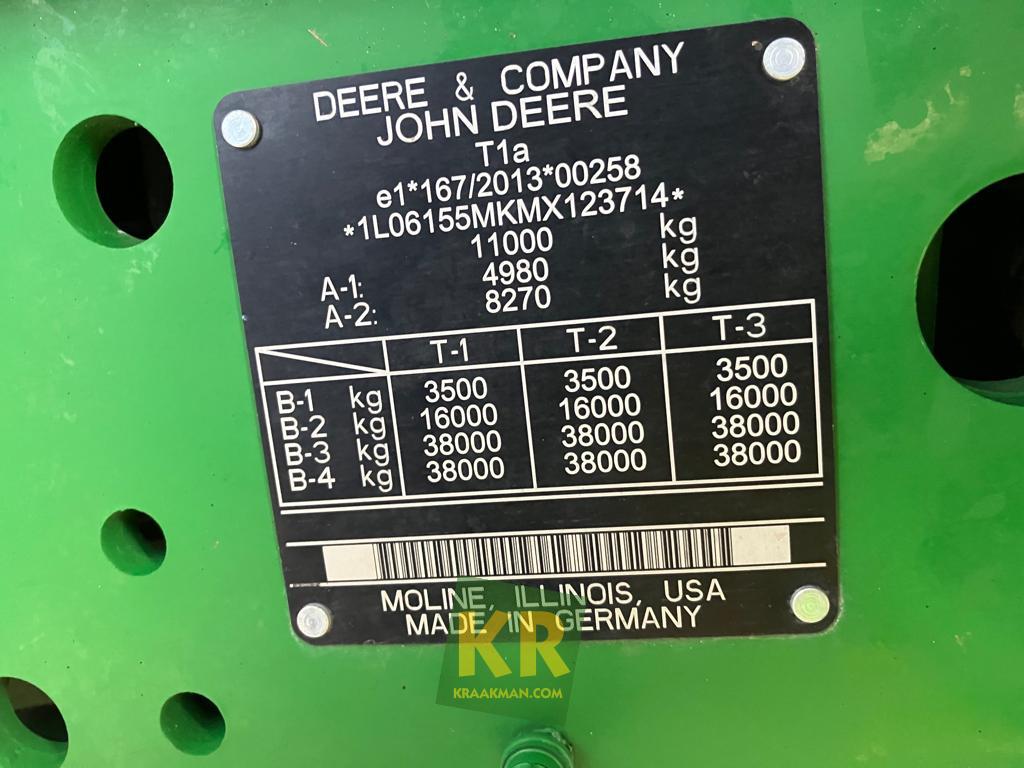 DEERE & COMPANY
JOHN DEERE
T1a
e1*167/2013*00258
*1L06155MKMX123714*
11000 kg
A-1: 4980 kg
A-2: 8270 kg
T-1 T-2 T-3
B-1 kg 3500 3500 3500
B-2 kg 16000 16000 16000
B-3 kg 38000 38000 38000
B-4 kg 38000 38000 38000
MOLINE, ILLINOIS, USA
MADE IN GERMANY
KR
KRAAKMAN.COM